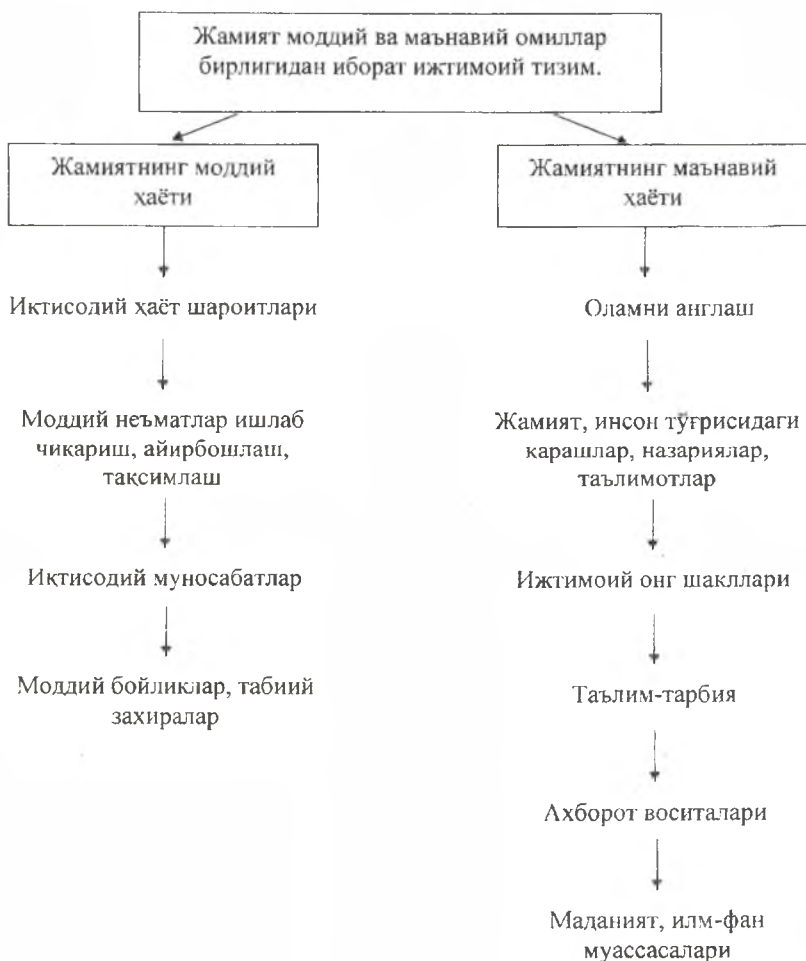 Жамият моддий ва маънавий омиллар
бирлигидан иборат ижтимоий тизим.
Жамиятнинг моддий
ҳаёти
Иктисодий ҳаёт шароитлари
Моддий неъматлар ишлаб
чикариш, айирбошлаш,
тақсимлаш
Иқтисодий муносабатлар
Моддий бойликлар, табиий
захиралар
Жамиятнинг маънавий
ҳаёти
Оламни англаш
Жамият, инсон тўғрисидаги
карашлар, назариялар,
таълимотлар
Ижтимоий онг шакллари
Таълим-тарбия
Ахборот воситалари
Маданият, илм-фан
муассасалари